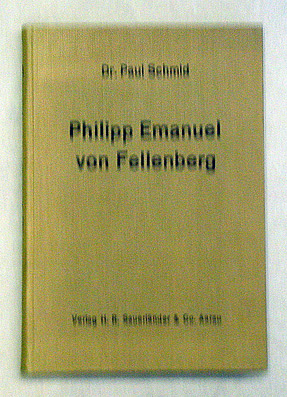 Dr. Paul Schmid
Philipp Emanuel
von Fellenberg
Verlag H. R. Sauerländer & Co. Aarau